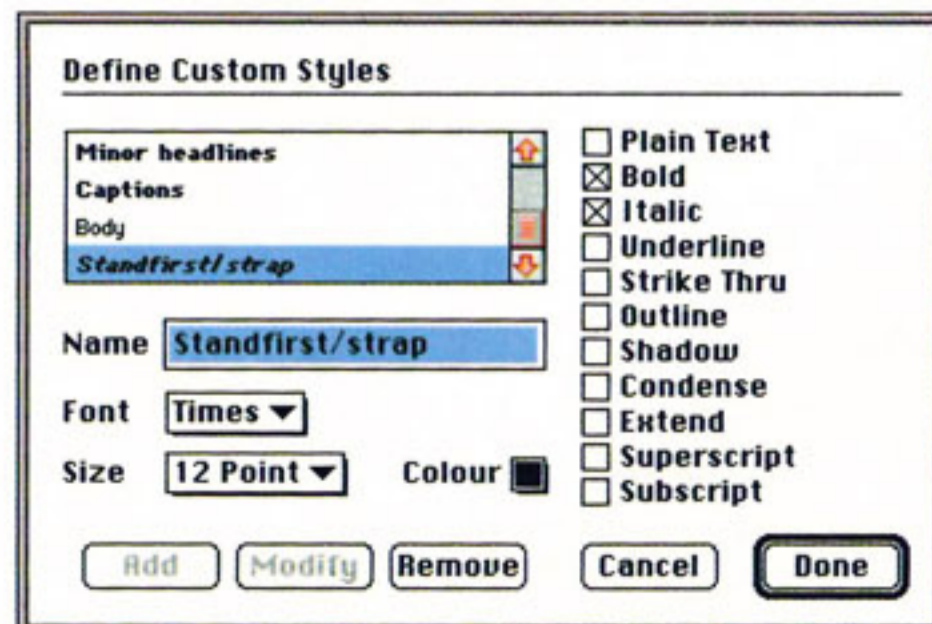 Define Custom Styles
Minor headlines
Captions
Body
Standfirst/strap
Name Standfirst/strap
Font Times
Size 12 Point Colour
Plain Text
Bold
Italic
Underline
Strike Thru
Outline
Shadow
Condense
Extend
Superscript
Subscript
Add Modify Remove Cancel Done